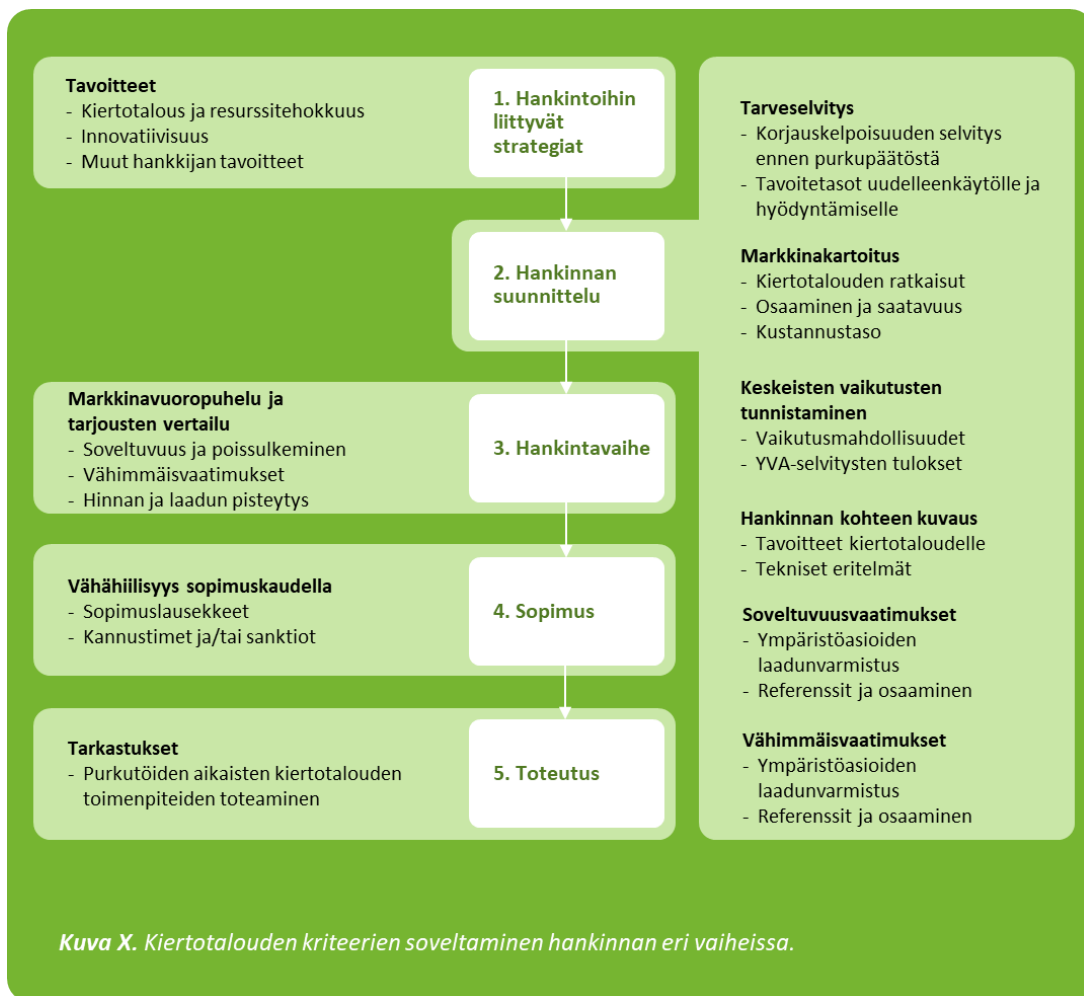 Tavoitteet
- Kiertotalous ja resurssitehokkuus
- Innovatiivisuus
- Muut hankkijan tavoitteet
1. Hankintoihin
liittyvät
strategiat
2. Hankinnan
suunnittelu
Tarveselvitys
- Korjauskelpoisuuden selvitys
ennen purkupäätöstä
- Tavoitetasot uudelleenkäytölle ja
hyödyntämiselle
Markkinakartoitus
- Kiertotalouden ratkaisut
- Osaaminen ja saatavuus
- Kustannustaso
Keskeisten vaikutusten
tunnistaminen
- Vaikutusmahdollisuudet
- YVA-selvitysten tulokset
Hankinnan kohteen kuvaus
- Tavoitteet kiertotaloudelle
- Tekniset eritelmät
Soveltuvuusvaatimukset
- Ympäristöasioiden
laadunvarmistus
- Referenssit ja osaaminen
Vähimmäisvaatimukset
- Ympäristöasioiden
laadunvarmistus
- Referenssit ja osaaminen
Markkinavuoropuhelu ja
tarjousten vertailu
- Soveltuvuus ja poissulkeminen
- Vähimmäisvaatimukset
- Hinnan ja laadun pisteytys
3. Hankintavaihe
Vähähiilisyys sopimuskaudella
- Sopimuslausekkeet
- Kannustimet ja/tai sanktiot
4. Sopimus
Tarkastukset
- Purkutöiden aikaisten kiertotalouden
toimenpiteiden toteaminen
5. Toteutus
Kuva X. Kiertotalouden kriteerien soveltaminen hankinnan eri vaiheissa.